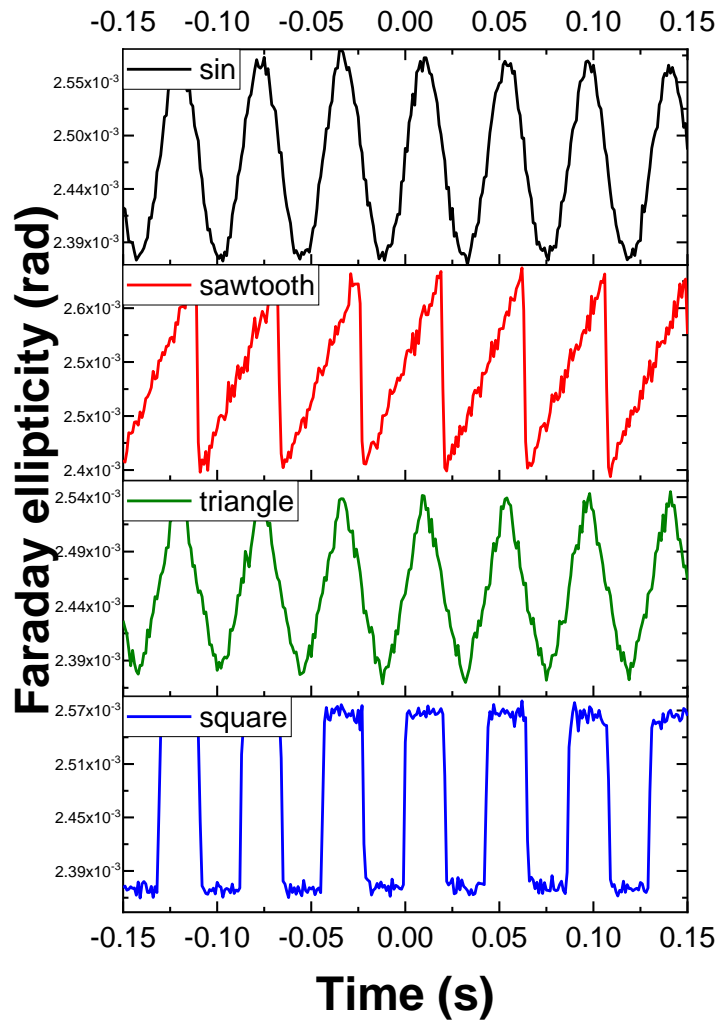 -0.15 -0.10 -0.05 0.00 0.05 0.10 0.15
sin
2.55x10-3
2.50x10-3
2.44x10-3
2.39x10-3
sawtooth
2.6x10-3
2.5x10-3
2.5x10-3
2.4x10-3
triangle
2.54x10-3
2.49x10-3
2.44x10-3
2.39x10-3
square
2.57x10-3
2.51x10-3
2.45x10-3
2.39x10-3
Faraday ellipticity (rad)
-0.15 -0.10 -0.05 0.00 0.05 0.10 0.15
Time (s)